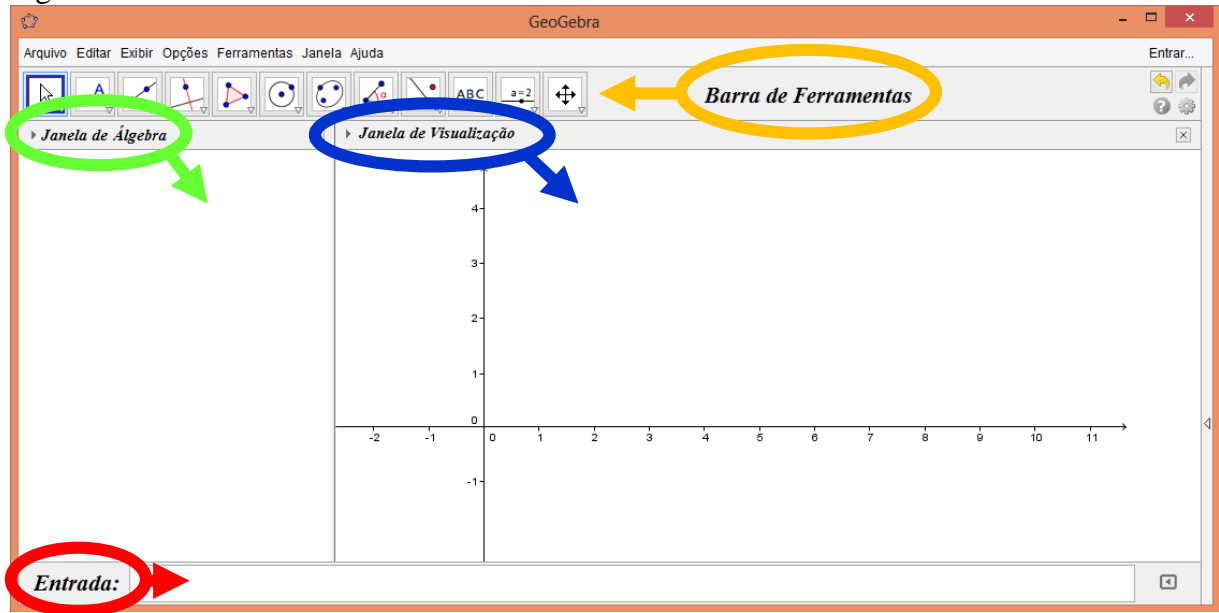 GeoGebra
Arquivo Editar Exibir Opções Ferramentas Janela Ajuda
Entrar...
A
α
ABC
a=2
Barra de Ferramentas
Janela de Álgebra
Janela de Visualização
4
3
2
1
0
-2 -1 0 1 2 3 4 5 6 7 8 9 10 11
-1
Entrada: